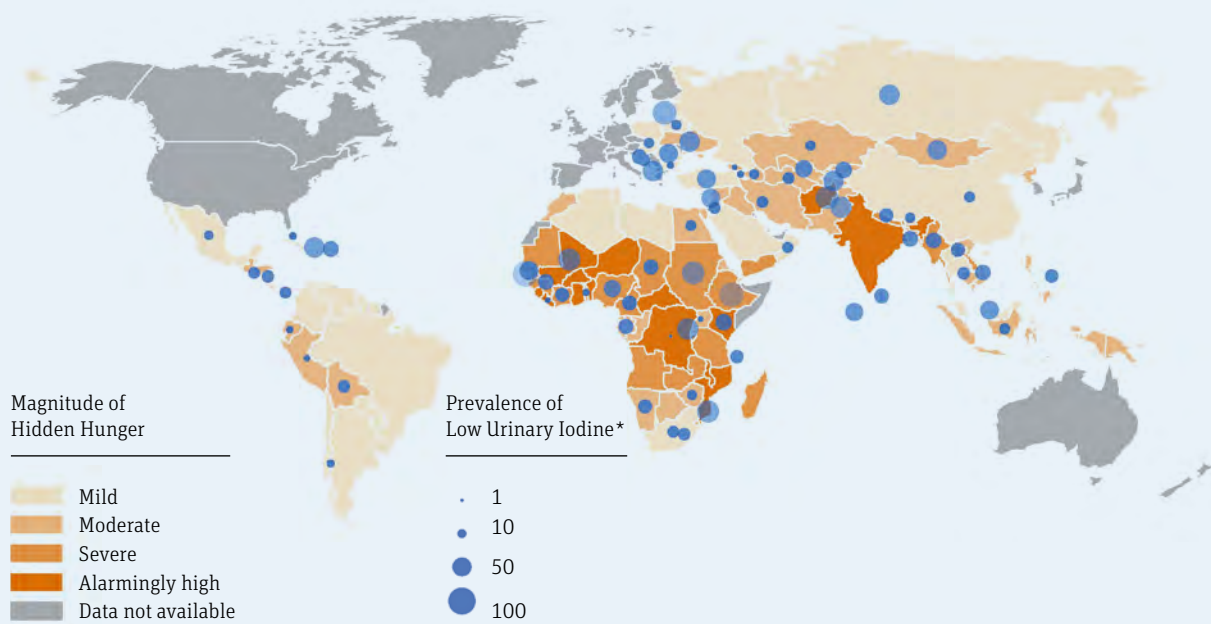 Magnitude of
Hidden Hunger
Mild
Moderate
Severe
Alarmingly high
Data not available
Prevalence of
Low Urinary Iodine*
1
10
50
100